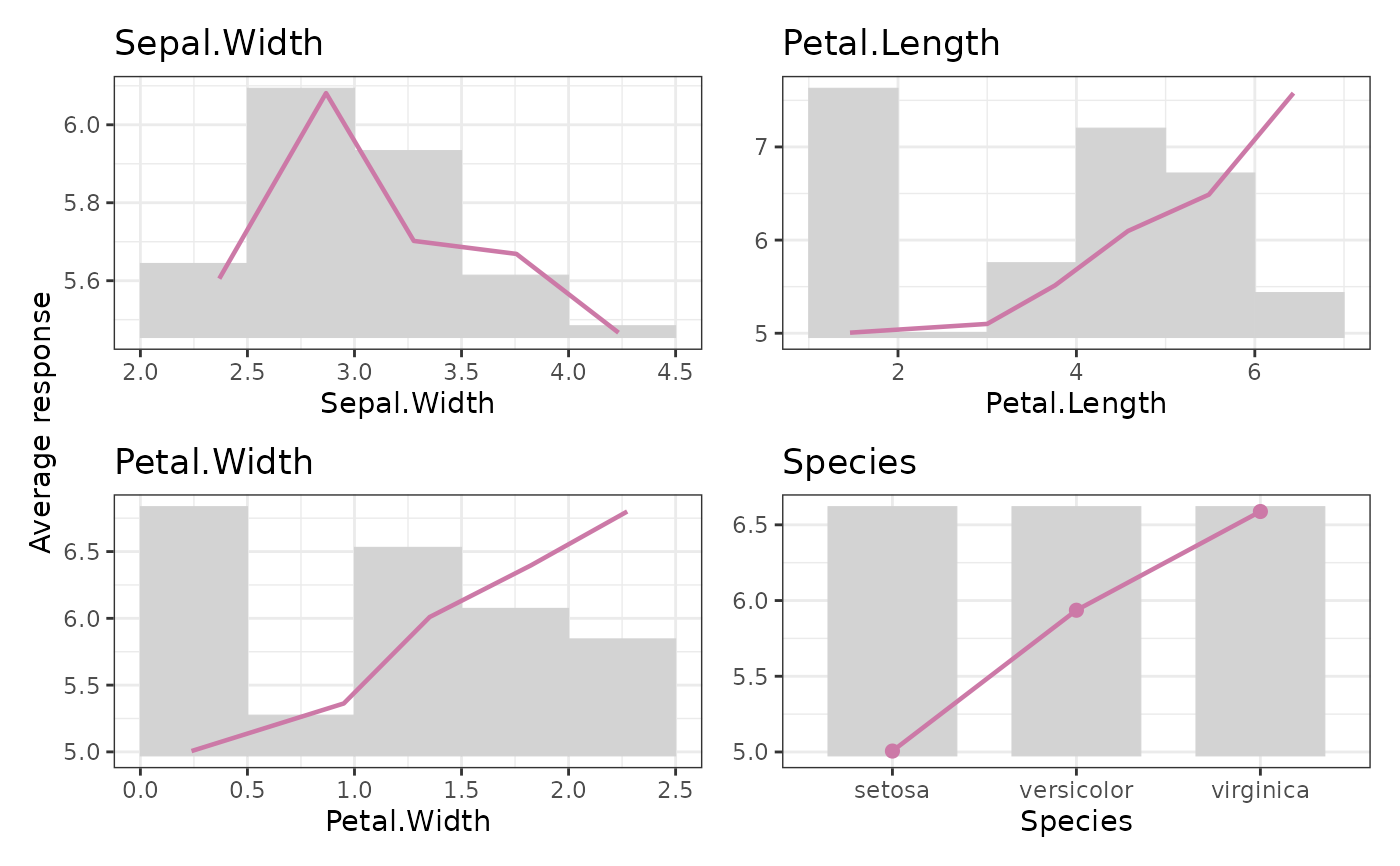 Average response
Sepal.Width
6.0
5.8
5.6
2.0 2.5 3.0 3.5 4.0 4.5
Sepal.Width
Petal.Length
7
6
5
2 4 6
Petal.Length
Petal.Width
6.5
6.0
5.5
5.0
0.0 0.5 1.0 1.5 2.0 2.5
Petal.Width
Species
6.5
6.0
5.5
5.0
setosa versicolor virginica
Species